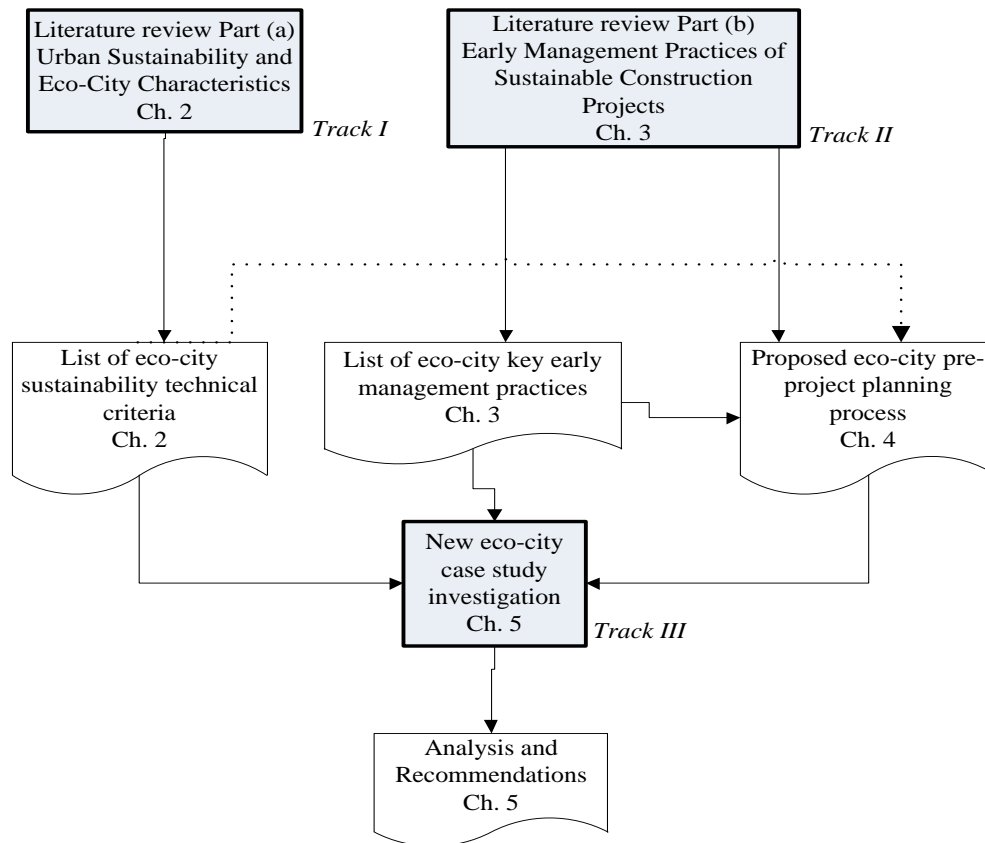 Literature review Part (a)
Urban Sustainability and
Eco-City Characteristics
Ch. 2
Track I
Literature review Part (b)
Early Management Practices of
Sustainable Construction
Projects
Ch. 3
Track II
List of eco-city
sustainability technical
criteria
Ch. 2
List of eco-city key early
management practices
Ch. 3
Proposed eco-city pre-
project planning
process
Ch. 4
New eco-city
case study
investigation
Ch. 5
Track III
Analysis and
Recommendations
Ch. 5